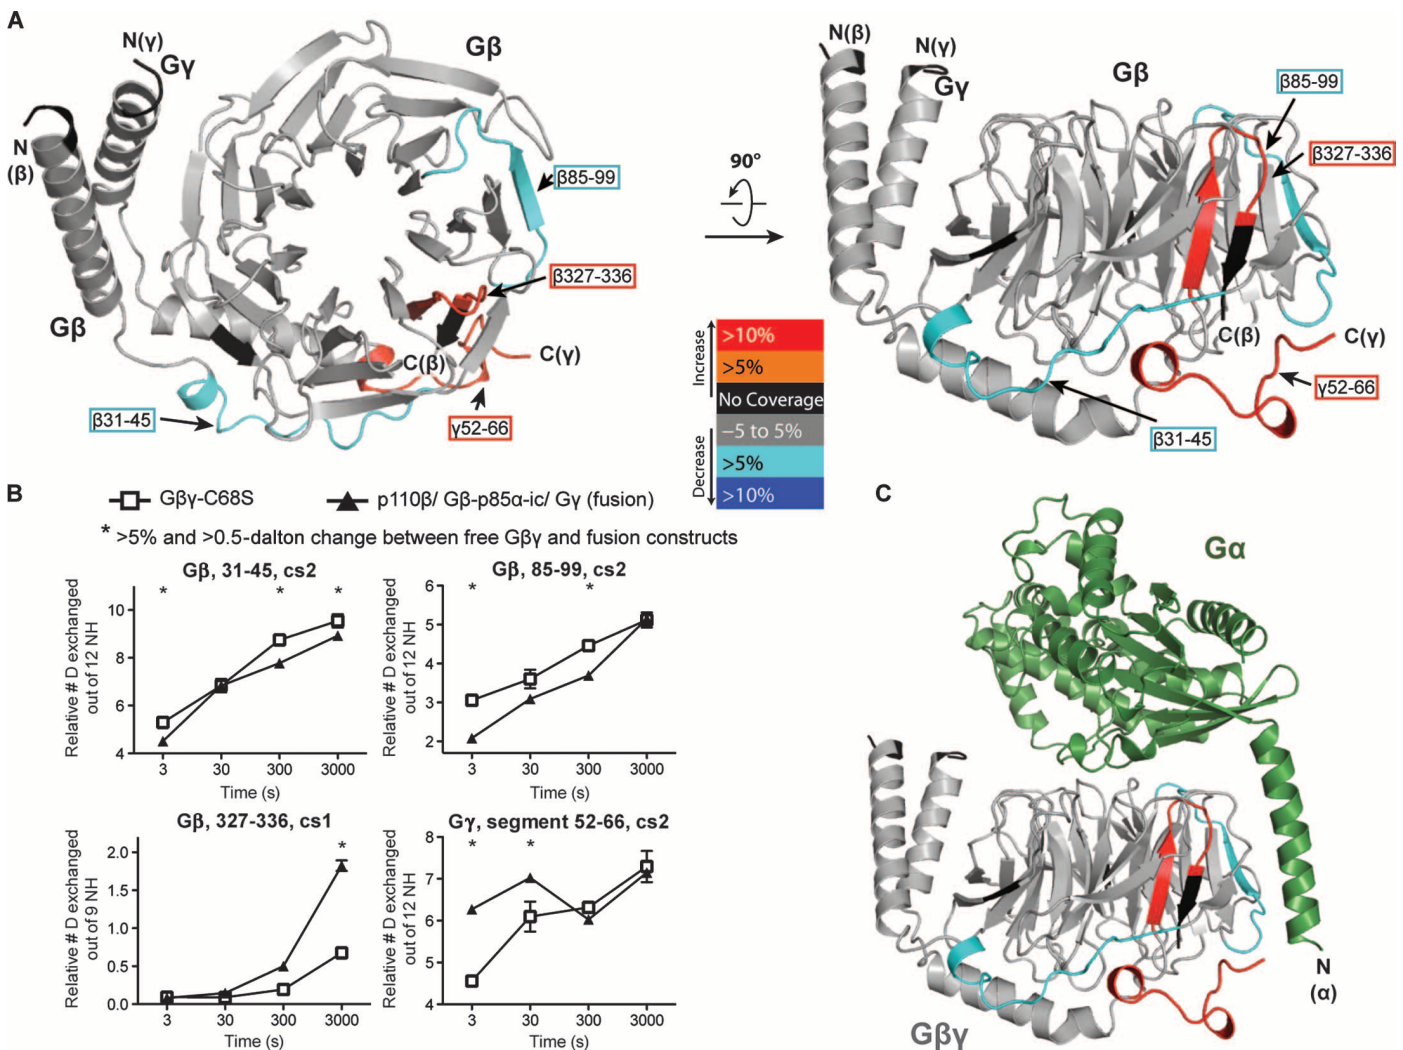 A
N(γ)
Gγ
Gβ
N
(β)
β85-99
β327-336
Gβ
C(β)
C(γ)
β31-45
γ52-66
90°
N(β)
N(γ)
Gγ
Gβ
β85-99
β327-336
C(β)
C(γ)
γ52-66
β31-45
Increase
>10%
>5%
No Coverage
−5 to 5%
Decrease
>5%
>10%
B
Gβγ-C68S
p110β/ Gβ-p85α-ic/ Gγ (fusion)
* >5% and >0.5-dalton change between free Gβγ and fusion constructs
Gβ, 31-45, cs2
Relative # D exchanged
out of 12 NH
10
8
6
4
* * *
3 30 300 3000
Time (s)
Gβ, 85-99, cs2
Relative # D exchanged
out of 12 NH
6
5
4
3
2
* *
3 30 300 3000
Time (s)
Gβ, 327-336, cs1
Relative # D exchanged
out of 9 NH
2.0
1.5
1.0
0.5
0.0
*
3 30 300 3000
Time (s)
Gγ, segment 52-66, cs2
Relative # D exchanged
out of 12 NH
8
7
6
5
4
* *
3 30 300 3000
Time (s)
C
Gα
N
(α)
Gβγ